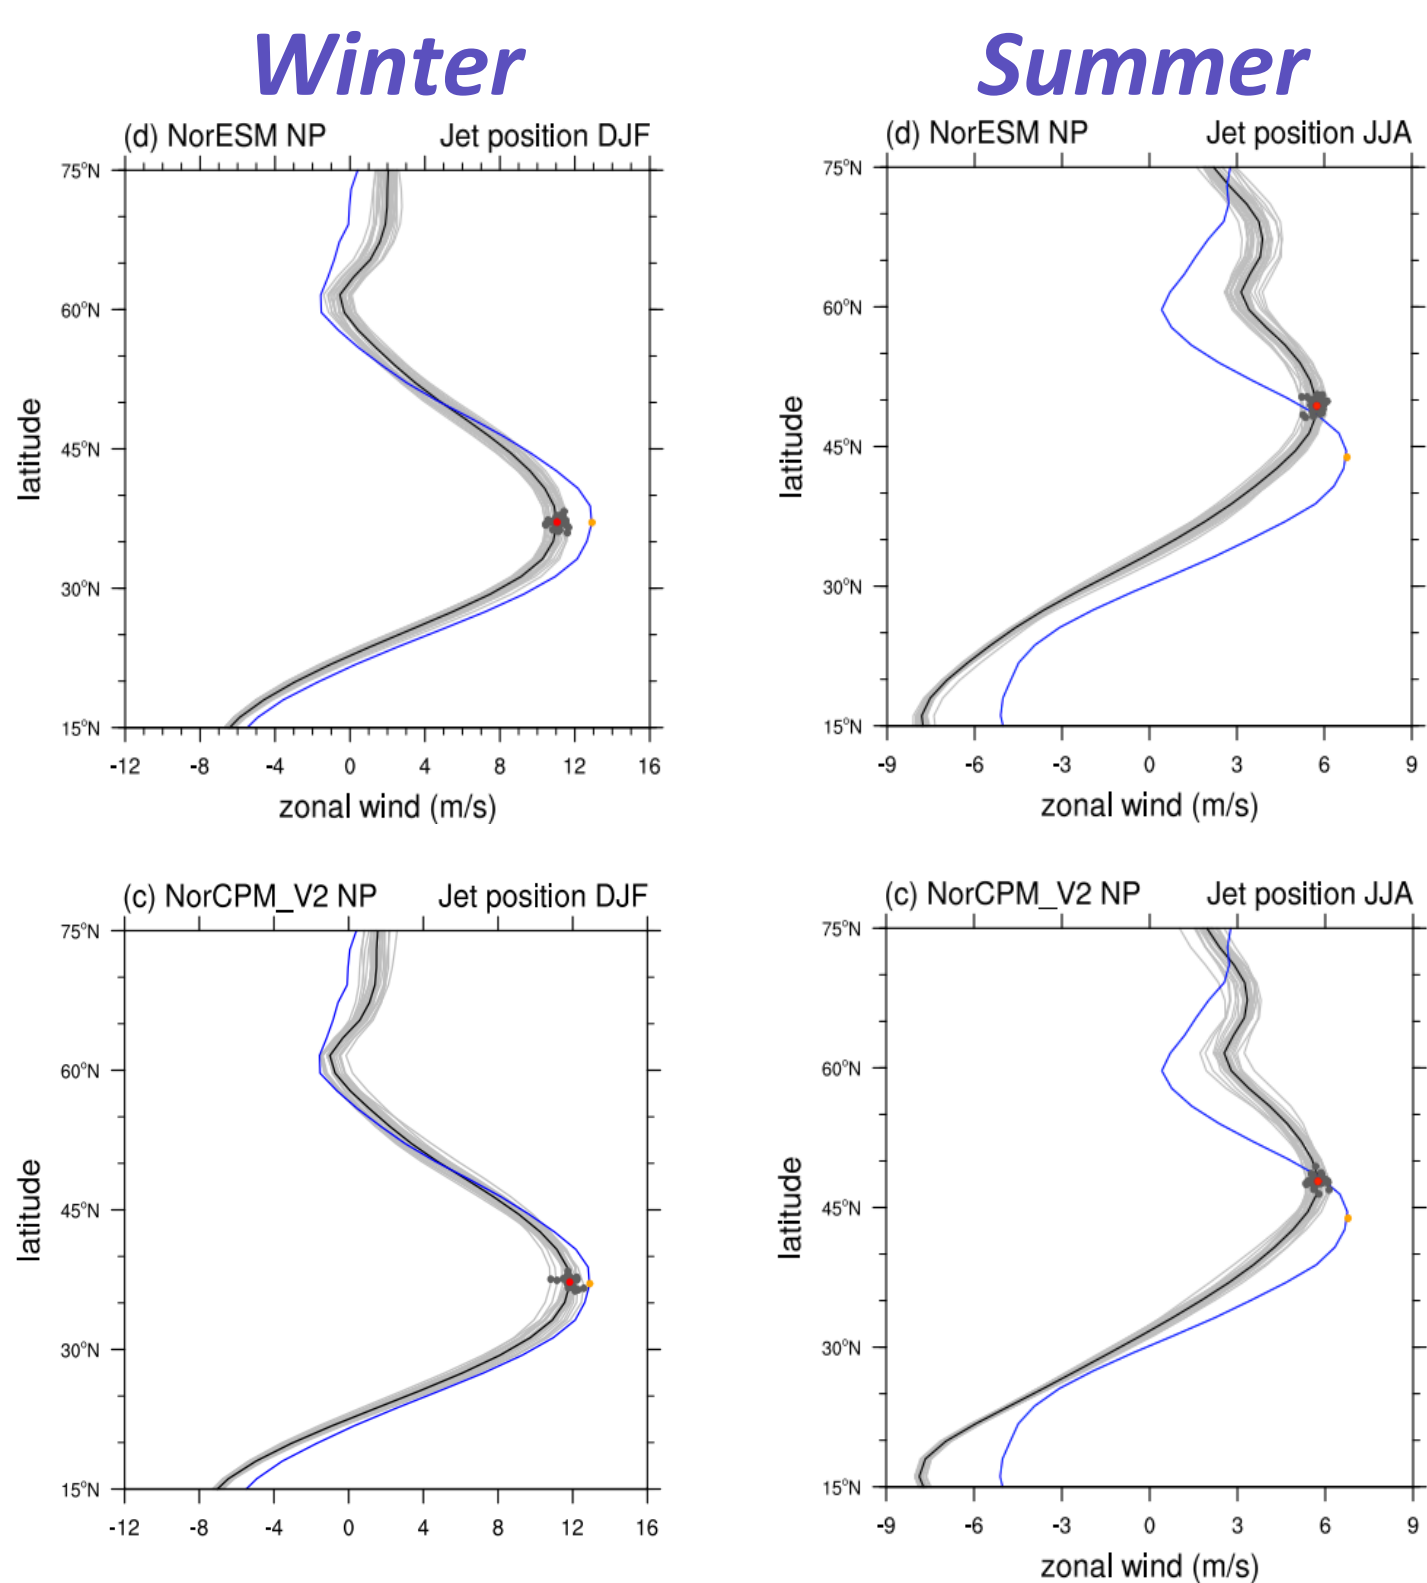 Winter
Summer
(d) NorESM NP Jet position DJF
75°N
60°N
45°N
30°N
15°N
latitude
-12 -8 -4 0 4 8 12 16
zonal wind (m/s)
(d) NorESM NP Jet position JJA
75°N
60°N
45°N
30°N
15°N
latitude
-9 -6 -3 0 3 6 9
zonal wind (m/s)
(c) NorCPM_V2 NP Jet position DJF
75°N
60°N
45°N
30°N
15°N
latitude
-12 -8 -4 0 4 8 12 16
(c) NorCPM_V2 NP Jet position JJA
75°N
60°N
45°N
30°N
15°N
latitude
-9 -6 -3 0 3 6 9
zonal wind (m/s)